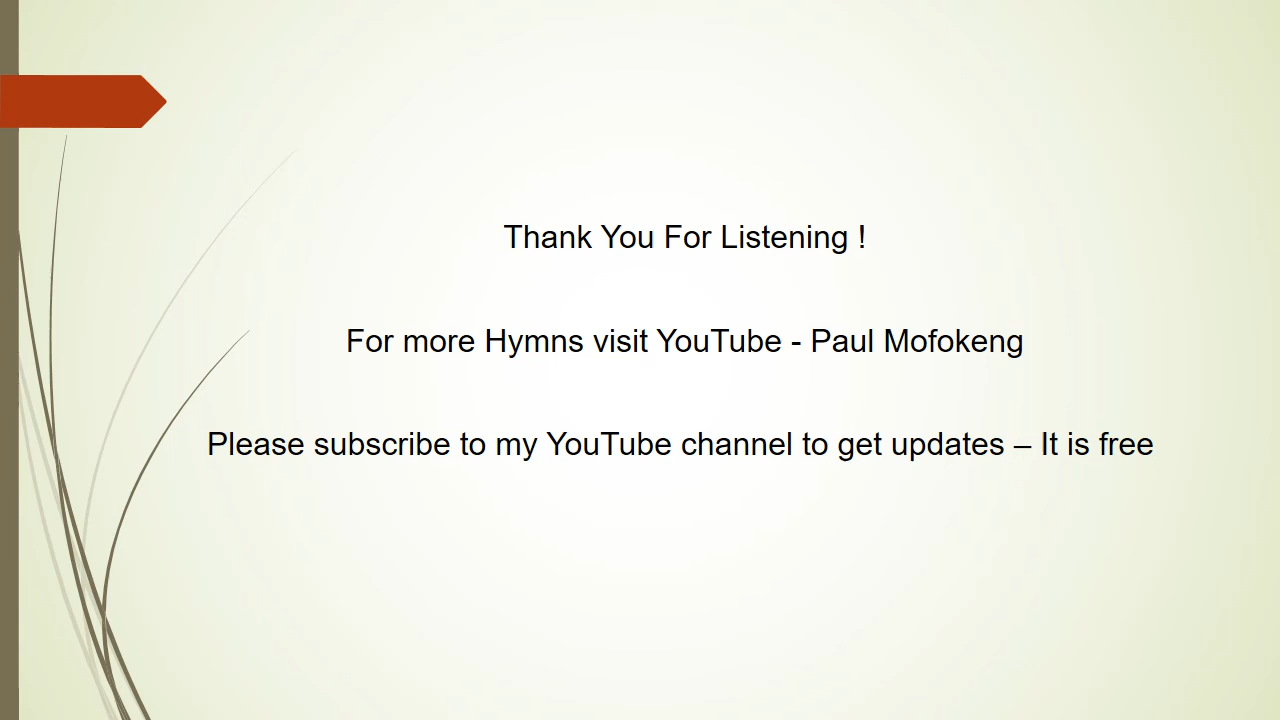 Thank You For Listening !
For more Hymns visit YouTube - Paul Mofokeng
Please subscribe to my YouTube channel to get updates – It is free